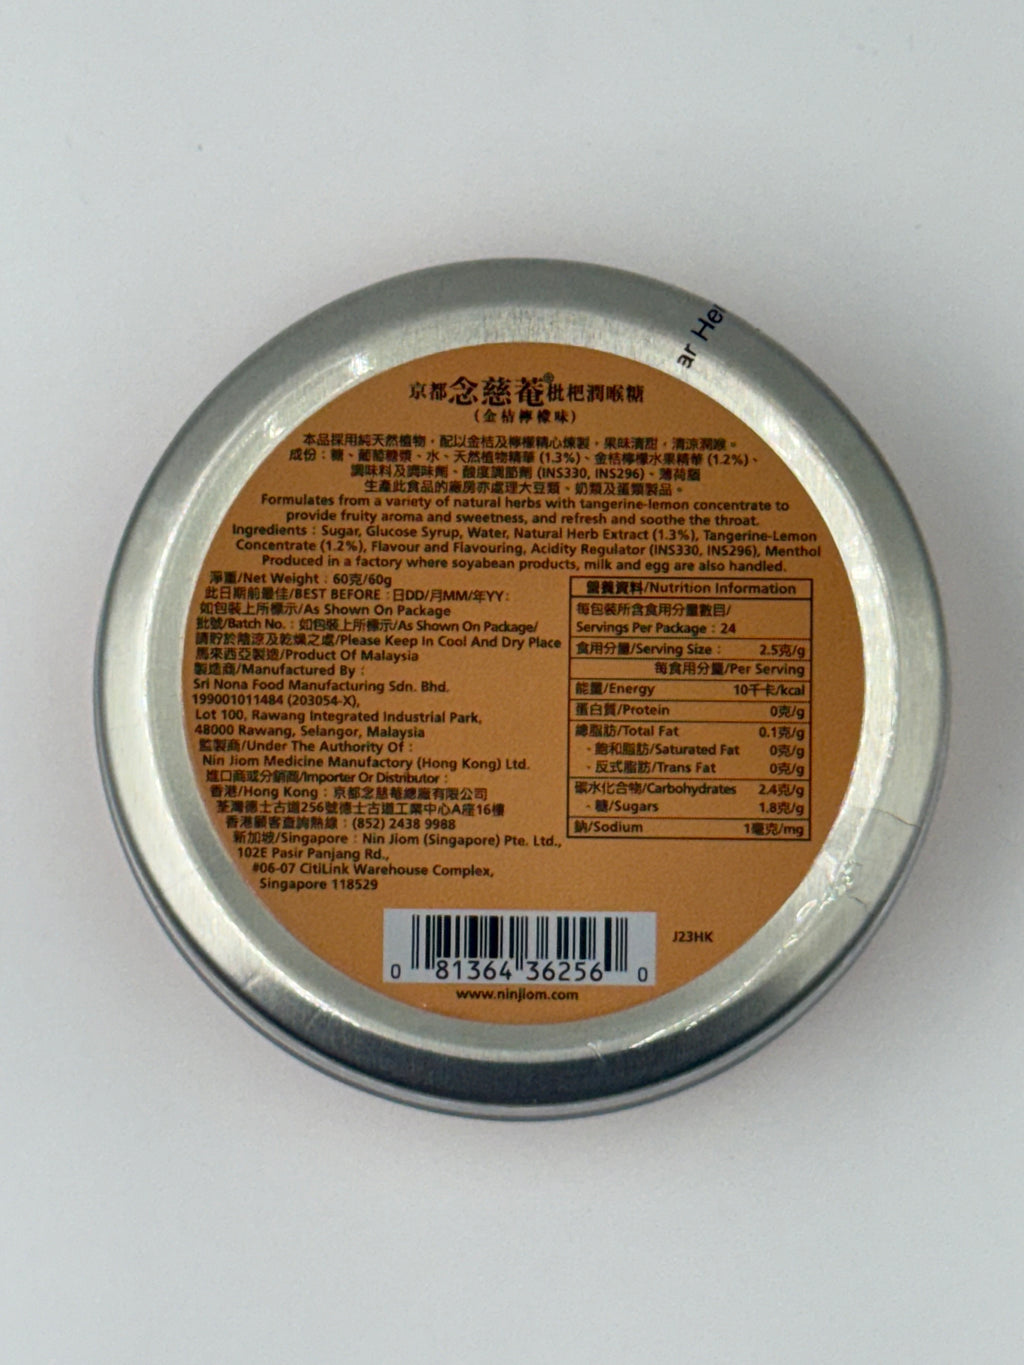 ar He
京都念慈菴®枇杷潤喉糖
(金桔檸檬味)
本品採用純天然植物，配以金桔及檸檬精心煉製，果味清甜，清涼潤喉。
成份：糖、葡萄糖漿、水、天然植物精華 (1.3%)、金桔檸檬水果精華 (1.2%)、
調味料及調味劑、酸度調節劑 (INS330, INS296)、薄荷腦
生產此食品的廠房亦處理大豆類、奶類及蛋類製品。
Formulates from a variety of natural herbs with tangerine-lemon concentrate to
provide fruity aroma and sweetness, and refresh and soothe the throat.
Ingredients : Sugar, Glucose Syrup, Water, Natural Herb Extract (1.3%), Tangerine-Lemon
Concentrate (1.2%), Flavour and Flavouring, Acidity Regulator (INS330, INS296), Menthol
Produced in a factory where soyabean products, milk and egg are also handled.
淨重/Net Weight : 60克/60g
此日期前最佳/BEST BEFORE : 日DD/月MM/年YY:
如包裝上所標示/As Shown On Package
批號/Batch No. : 如包裝上所標示/As Shown On Package/
請貯於陰涼及乾燥之處/Please Keep In Cool And Dry Place
馬來西亞製造/Product Of Malaysia
製造商/Manufactured By :
Sri Nona Food Manufacturing Sdn. Bhd.
199001011484 (203054-X),
Lot 100, Rawang Integrated Industrial Park,
48000 Rawang, Selangor, Malaysia
監製商/Under The Authority Of :
Nin Jiom Medicine Manufactory (Hong Kong) Ltd.
進口商或分銷商/Importer Or Distributor :
香港/Hong Kong : 京都念慈菴總廠有限公司
荃灣德士古道256號德士古道工業中心A座16樓
香港顧客查詢熱線 : (852) 2438 9988
新加坡/Singapore : Nin Jiom (Singapore) Pte. Ltd.,
102E Pasir Panjang Rd.,
#06-07 CitiLink Warehouse Complex,
Singapore 118529
營養資料/Nutrition Information
每包裝所含食用分量數目/
Servings Per Package : 24
食用分量/Serving Size : 2.5克/g
每食用分量/Per Serving
能量/Energy 10千卡/kcal
蛋白質/Protein 0克/g
總脂肪/Total Fat 0.1克/g
- 飽和脂肪/Saturated Fat 0克/g
- 反式脂肪/Trans Fat 0克/g
碳水化合物/Carbohydrates 2.4克/g
- 糖/Sugars 1.8克/g
鈉/Sodium 1毫克/mg
0 81364 36256 0
J23HK
www.ninjiom.com